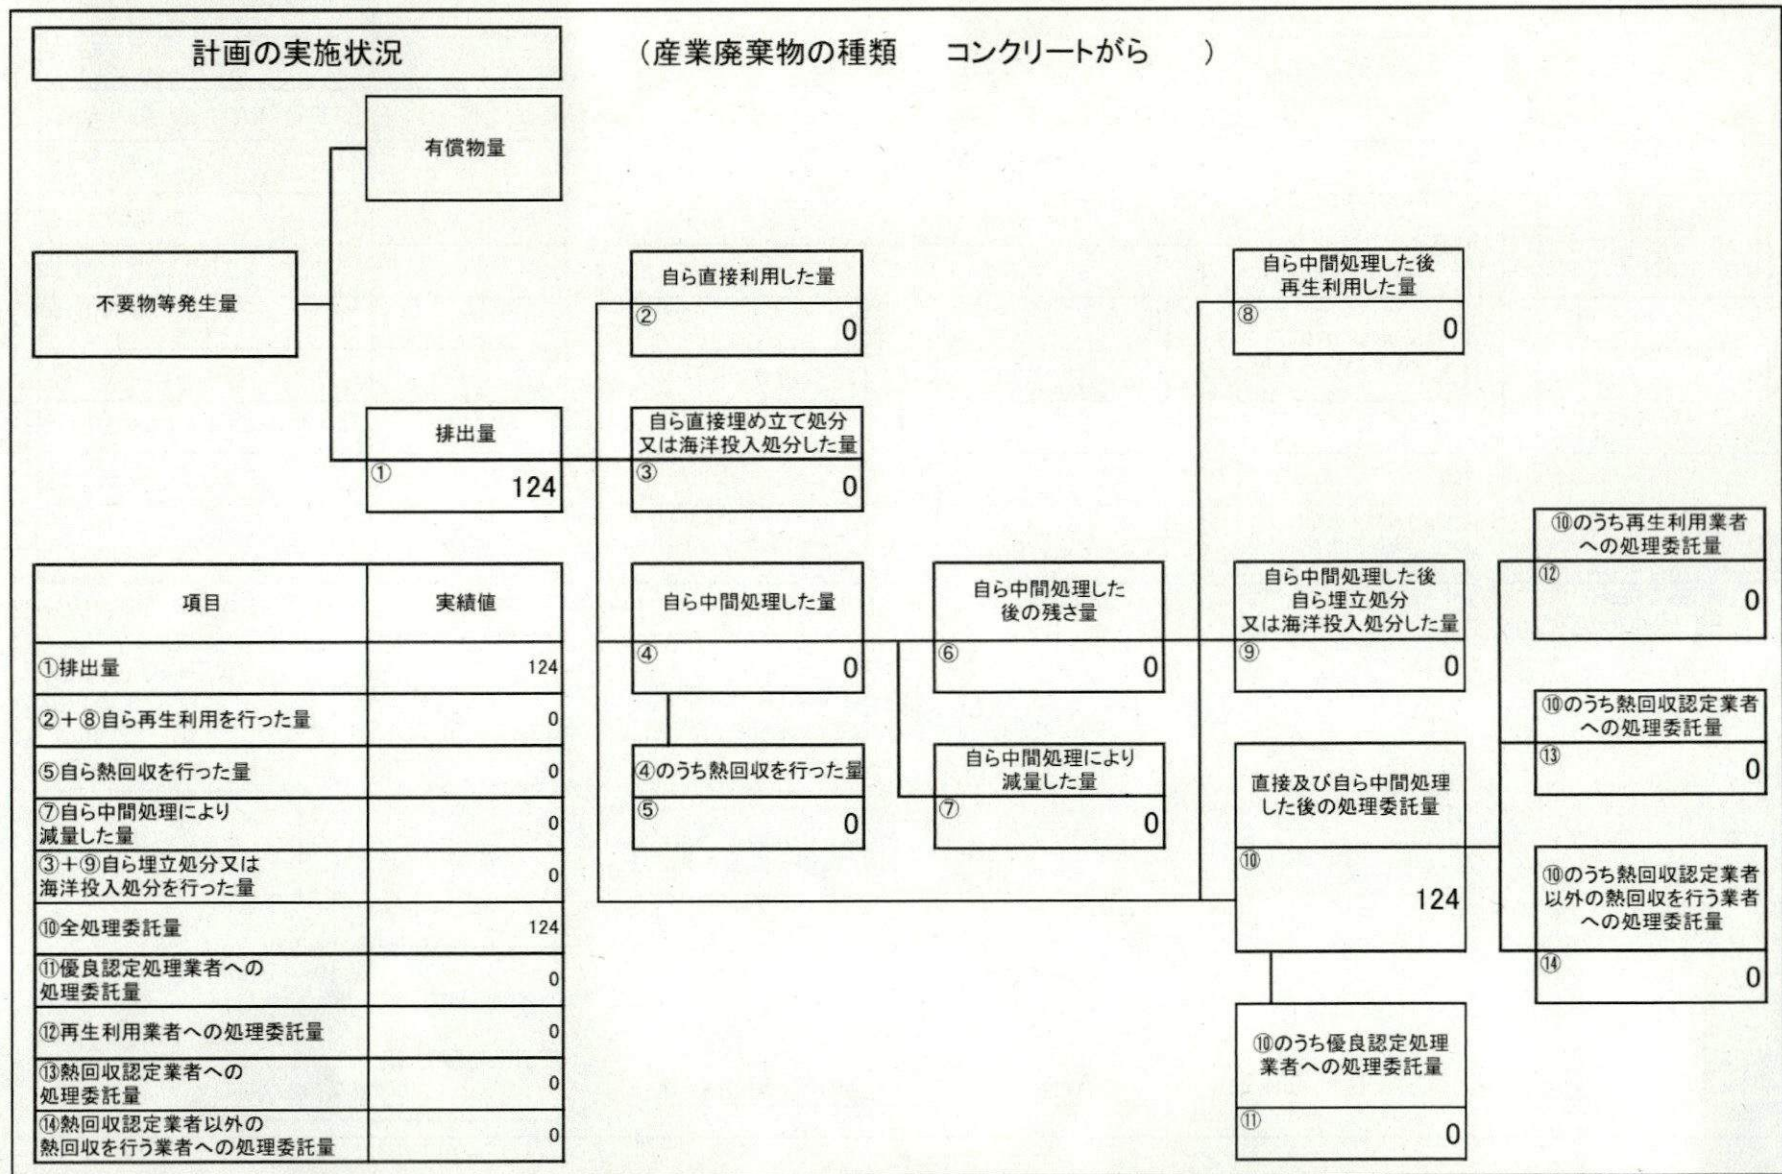 計画の実施状況
（産業廃棄物の種類　コンクリートがら　）
有償物量
不要物等発生量
排出量
①
124
自ら直接利用した量
②
0
自ら直接埋め立て処分
又は海洋投入処分した量
③
0
自ら中間処理した量
④
0
④のうち熱回収を行った量
⑤
0
自ら中間処理した
後の残さ量
⑥
0
自ら中間処理により
減量した量
⑦
0
自ら中間処理した後
再生利用した量
⑧
0
自ら中間処理した後
自ら埋立処分
又は海洋投入処分した量
⑨
0
直接及び自ら中間処理
した後の処理委託量
⑩
124
⑩のうち優良認定処理
業者への処理委託量
⑪
0
⑩のうち再生利用業者
への処理委託量
⑫
0
⑩のうち熱回収認定業者
への処理委託量
⑬
0
⑩のうち熱回収認定業者
以外の熱回収を行う業者
への処理委託量
⑭
0
項目 実績値
①排出量 124
②＋⑧自ら再生利用を行った量 0
⑤自ら熱回収を行った量 0
⑦自ら中間処理により
減量した量 0
③＋⑨自ら埋立処分又は
海洋投入処分を行った量 0
⑩全処理委託量 124
⑪優良認定処理業者への
処理委託量 0
⑫再生利用業者への処理委託量 0
⑬熱回収認定業者への
処理委託量 0
⑭熱回収認定業者以外の
熱回収を行う業者への処理委託量 0